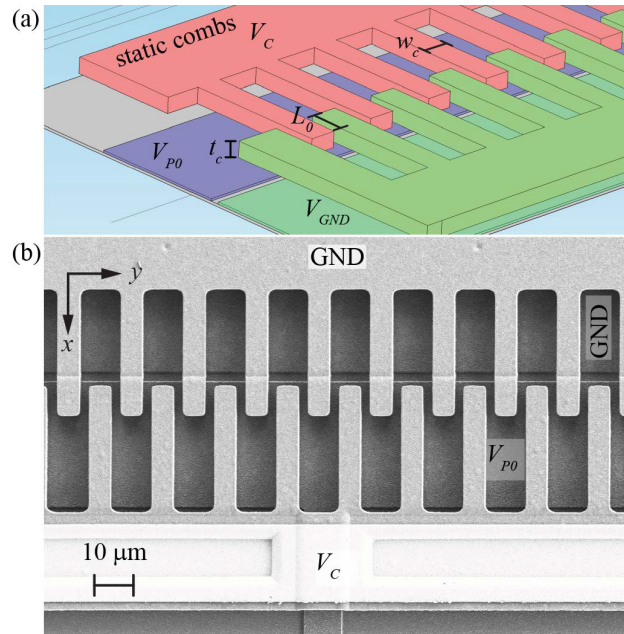 (a)
static combs V_C
w_c
L_0
t_c
V_P0
V_GND
(b)
GND
y
x
GND
V_P0
10 μm
V_C